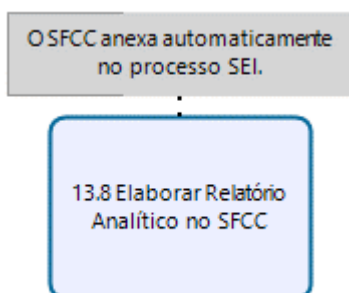 O SFCC anexa automaticamente
no processo SEI.
13.8 Elaborar Relatório
Analítico no SFCC